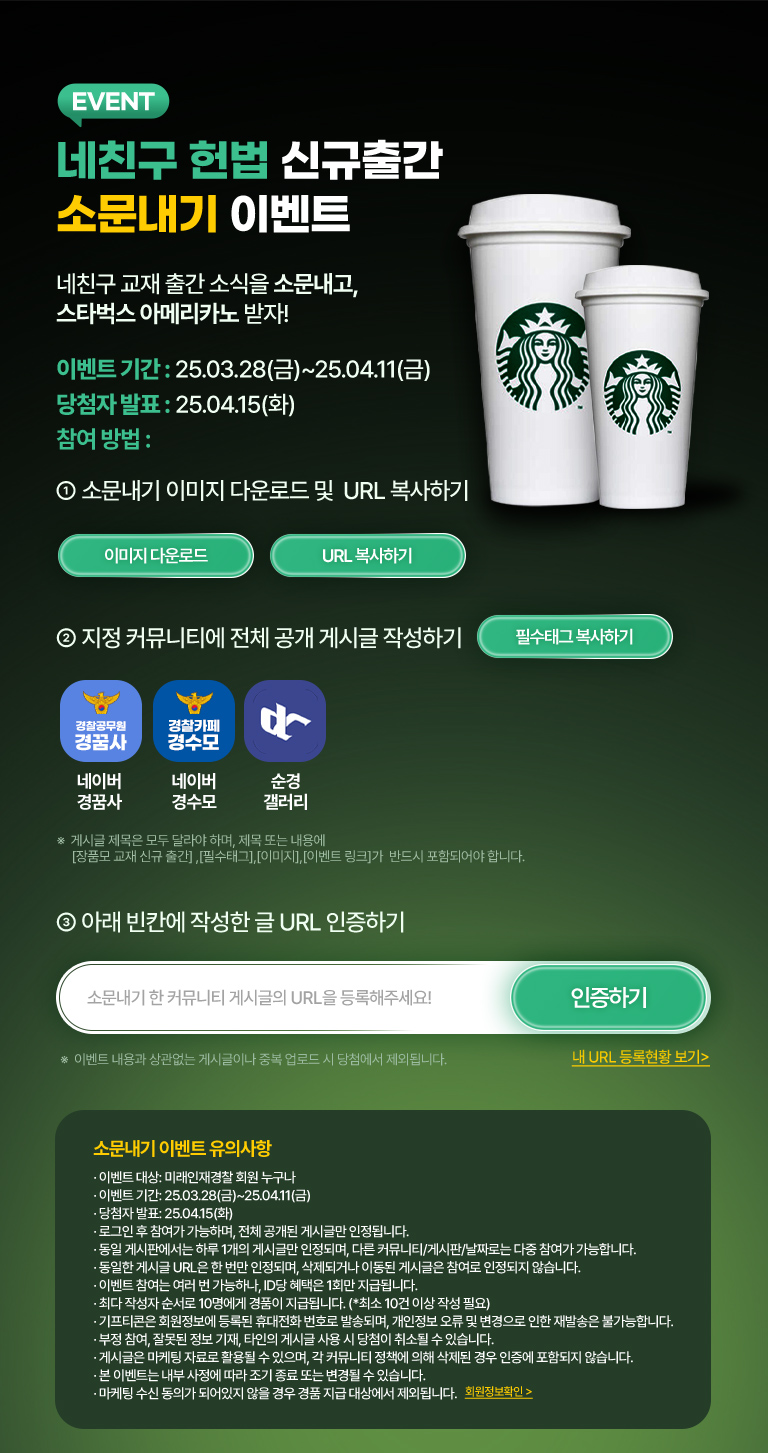 EVENT
네친구 헌법 신규출간
소문내기 이벤트
네친구 교재 출간 소식을 소문내고,
스타벅스 아메리카노 받자!
이벤트 기간 : 25.03.28(금)~25.04.11(금)
당첨자 발표 : 25.04.15(화)
참여 방법 :
① 소문내기 이미지 다운로드 및 URL 복사하기
이미지 다운로드 URL 복사하기
② 지정 커뮤니티에 전체 공개 게시글 작성하기 필수태그 복사하기
경찰공무원 경찰카페
경꿈사 경수모
네이버 네이버 순경
경꿈사 경수모 갤러리
※ 게시글 제목은 모두 달라야 하며, 제목 또는 내용에
[장품모 교재 신규 출간] ,[필수태그],[이미지],[이벤트 링크]가 반드시 포함되어야 합니다.
③ 아래 빈칸에 작성한 글 URL 인증하기
소문내기 한 커뮤니티 게시글의 URL을 등록해주세요! 인증하기
※ 이벤트 내용과 상관없는 게시글이나 중복 업로드 시 당첨에서 제외됩니다. 내 URL 등록현황 보기>
소문내기 이벤트 유의사항
· 이벤트 대상: 미래인재경찰 회원 누구나
· 이벤트 기간: 25.03.28(금)~25.04.11(금)
· 당첨자 발표: 25.04.15(화)
· 로그인 후 참여가 가능하며, 전체 공개된 게시글만 인정됩니다.
· 동일 게시판에서는 하루 1개의 게시글만 인정되며, 다른 커뮤니티/게시판/날짜로는 다중 참여가 가능합니다.
· 동일한 게시글 URL은 한 번만 인정되며, 삭제되거나 이동된 게시글은 참여로 인정되지 않습니다.
· 이벤트 참여는 여러 번 가능하나, ID당 혜택은 1회만 지급됩니다.
· 최다 작성자 순서로 10명에게 경품이 지급됩니다. (*최소 10건 이상 작성 필요)
· 기프티콘은 회원정보에 등록된 휴대전화 번호로 발송되며, 개인정보 오류 및 변경으로 인한 재발송은 불가능합니다.
· 부정 참여, 잘못된 정보 기재, 타인의 게시글 사용 시 당첨이 취소될 수 있습니다.
· 게시글은 마케팅 자료로 활용될 수 있으며, 각 커뮤니티 정책에 의해 삭제된 경우 인증에 포함되지 않습니다.
· 본 이벤트는 내부 사정에 따라 조기 종료 또는 변경될 수 있습니다.
· 마케팅 수신 동의가 되어있지 않을 경우 경품 지급 대상에서 제외됩니다. 회원정보확인 >